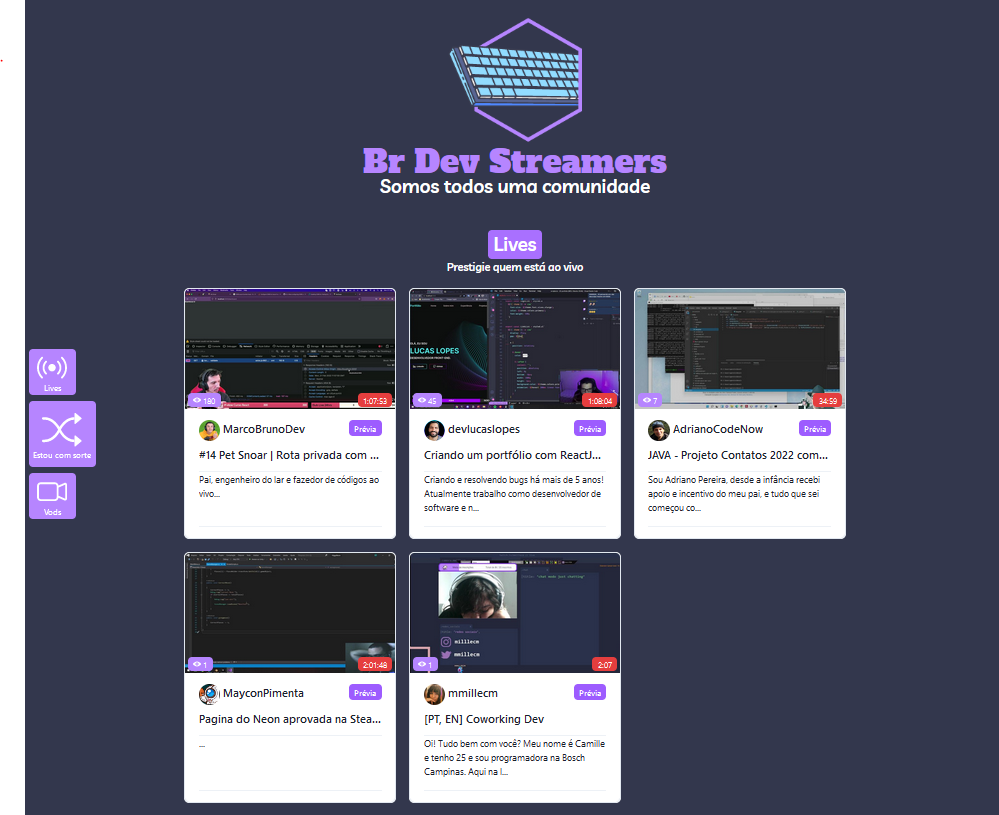 Br Dev Streamers
Somos todos uma comunidade
Lives
Prestigie quem está ao vivo
Lives
Estou com sorte
Vods
LUCAS LOPES
180
1:07:53
45
1:08:04
7
34:59
MarcoBrunoDev
Prévia
#14 Pet Snoar | Rota privada com ...
Pai, engenheiro do lar e fazedor de códigos ao
vivo...
devlucaslopes
Prévia
Criando um portfólio com ReactJ...
Criando e resolvendo bugs há mais de 5 anos!
Atualmente trabalho como desenvolvedor de
software e n...
AdrianoCodeNow
Prévia
JAVA - Projeto Contatos 2022 com...
Sou Adriano Pereira, desde a infância recebi
apoio e incentivo do meu pai, e tudo que sei
começou co...
millecm
mmillecm
1
2:01:48
1
2:07
MayconPimenta
Prévia
Pagina do Neon aprovada na Stea...
...
mmillecm
Prévia
[PT, EN] Coworking Dev
Oi! Tudo bem com você? Meu nome é Camille
e tenho 25 e sou programadora na Bosch
Campinas. Aqui na l...